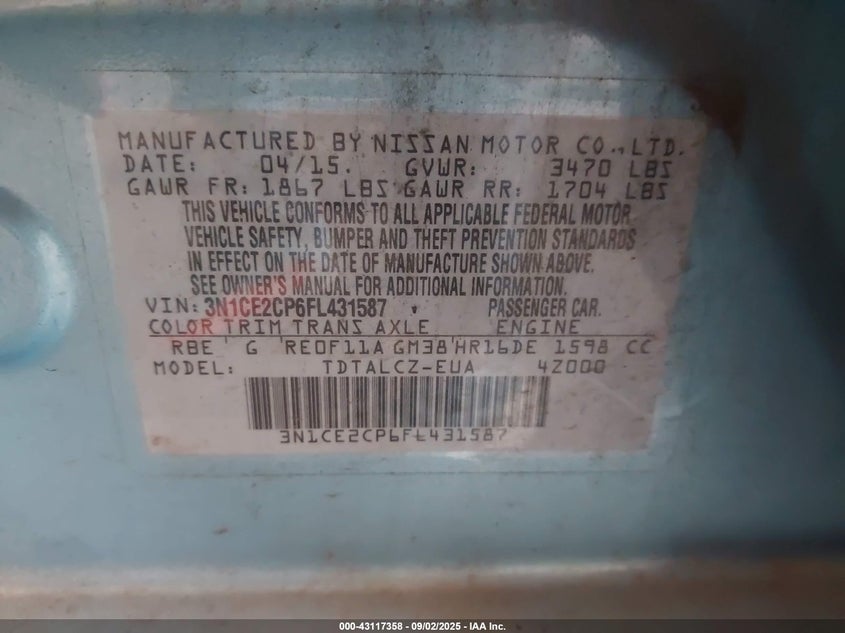 MANUFACTURED BY NISSAN MOTOR CO., LTD.
DATE: 04/15. GVWR: 3470 LBS
GAWR FR: 1867 LBS GAWR RR: 1704 LBS
THIS VEHICLE CONFORMS TO ALL APPLICABLE FEDERAL MOTOR
VEHICLE SAFETY, BUMPER AND THEFT PREVENTION STANDARDS
IN EFFECT ON THE DATE OF MANUFACTURE SHOWN ABOVE.
SEE OWNER'S MANUAL FOR ADDITIONAL INFORMATION.
VIN: 3N1CE2CP6FL431587 PASSENGER CAR.
COLOR TRIM TRANS AXLE ENGINE
RBE G RE0F11A GM38 HR16DE 1598 CC
MODEL: TDTALCZ-EUA 4Z000
3N1CE2CP6FL431587
000-43117358 - 09/02/2025 - IAA Inc.